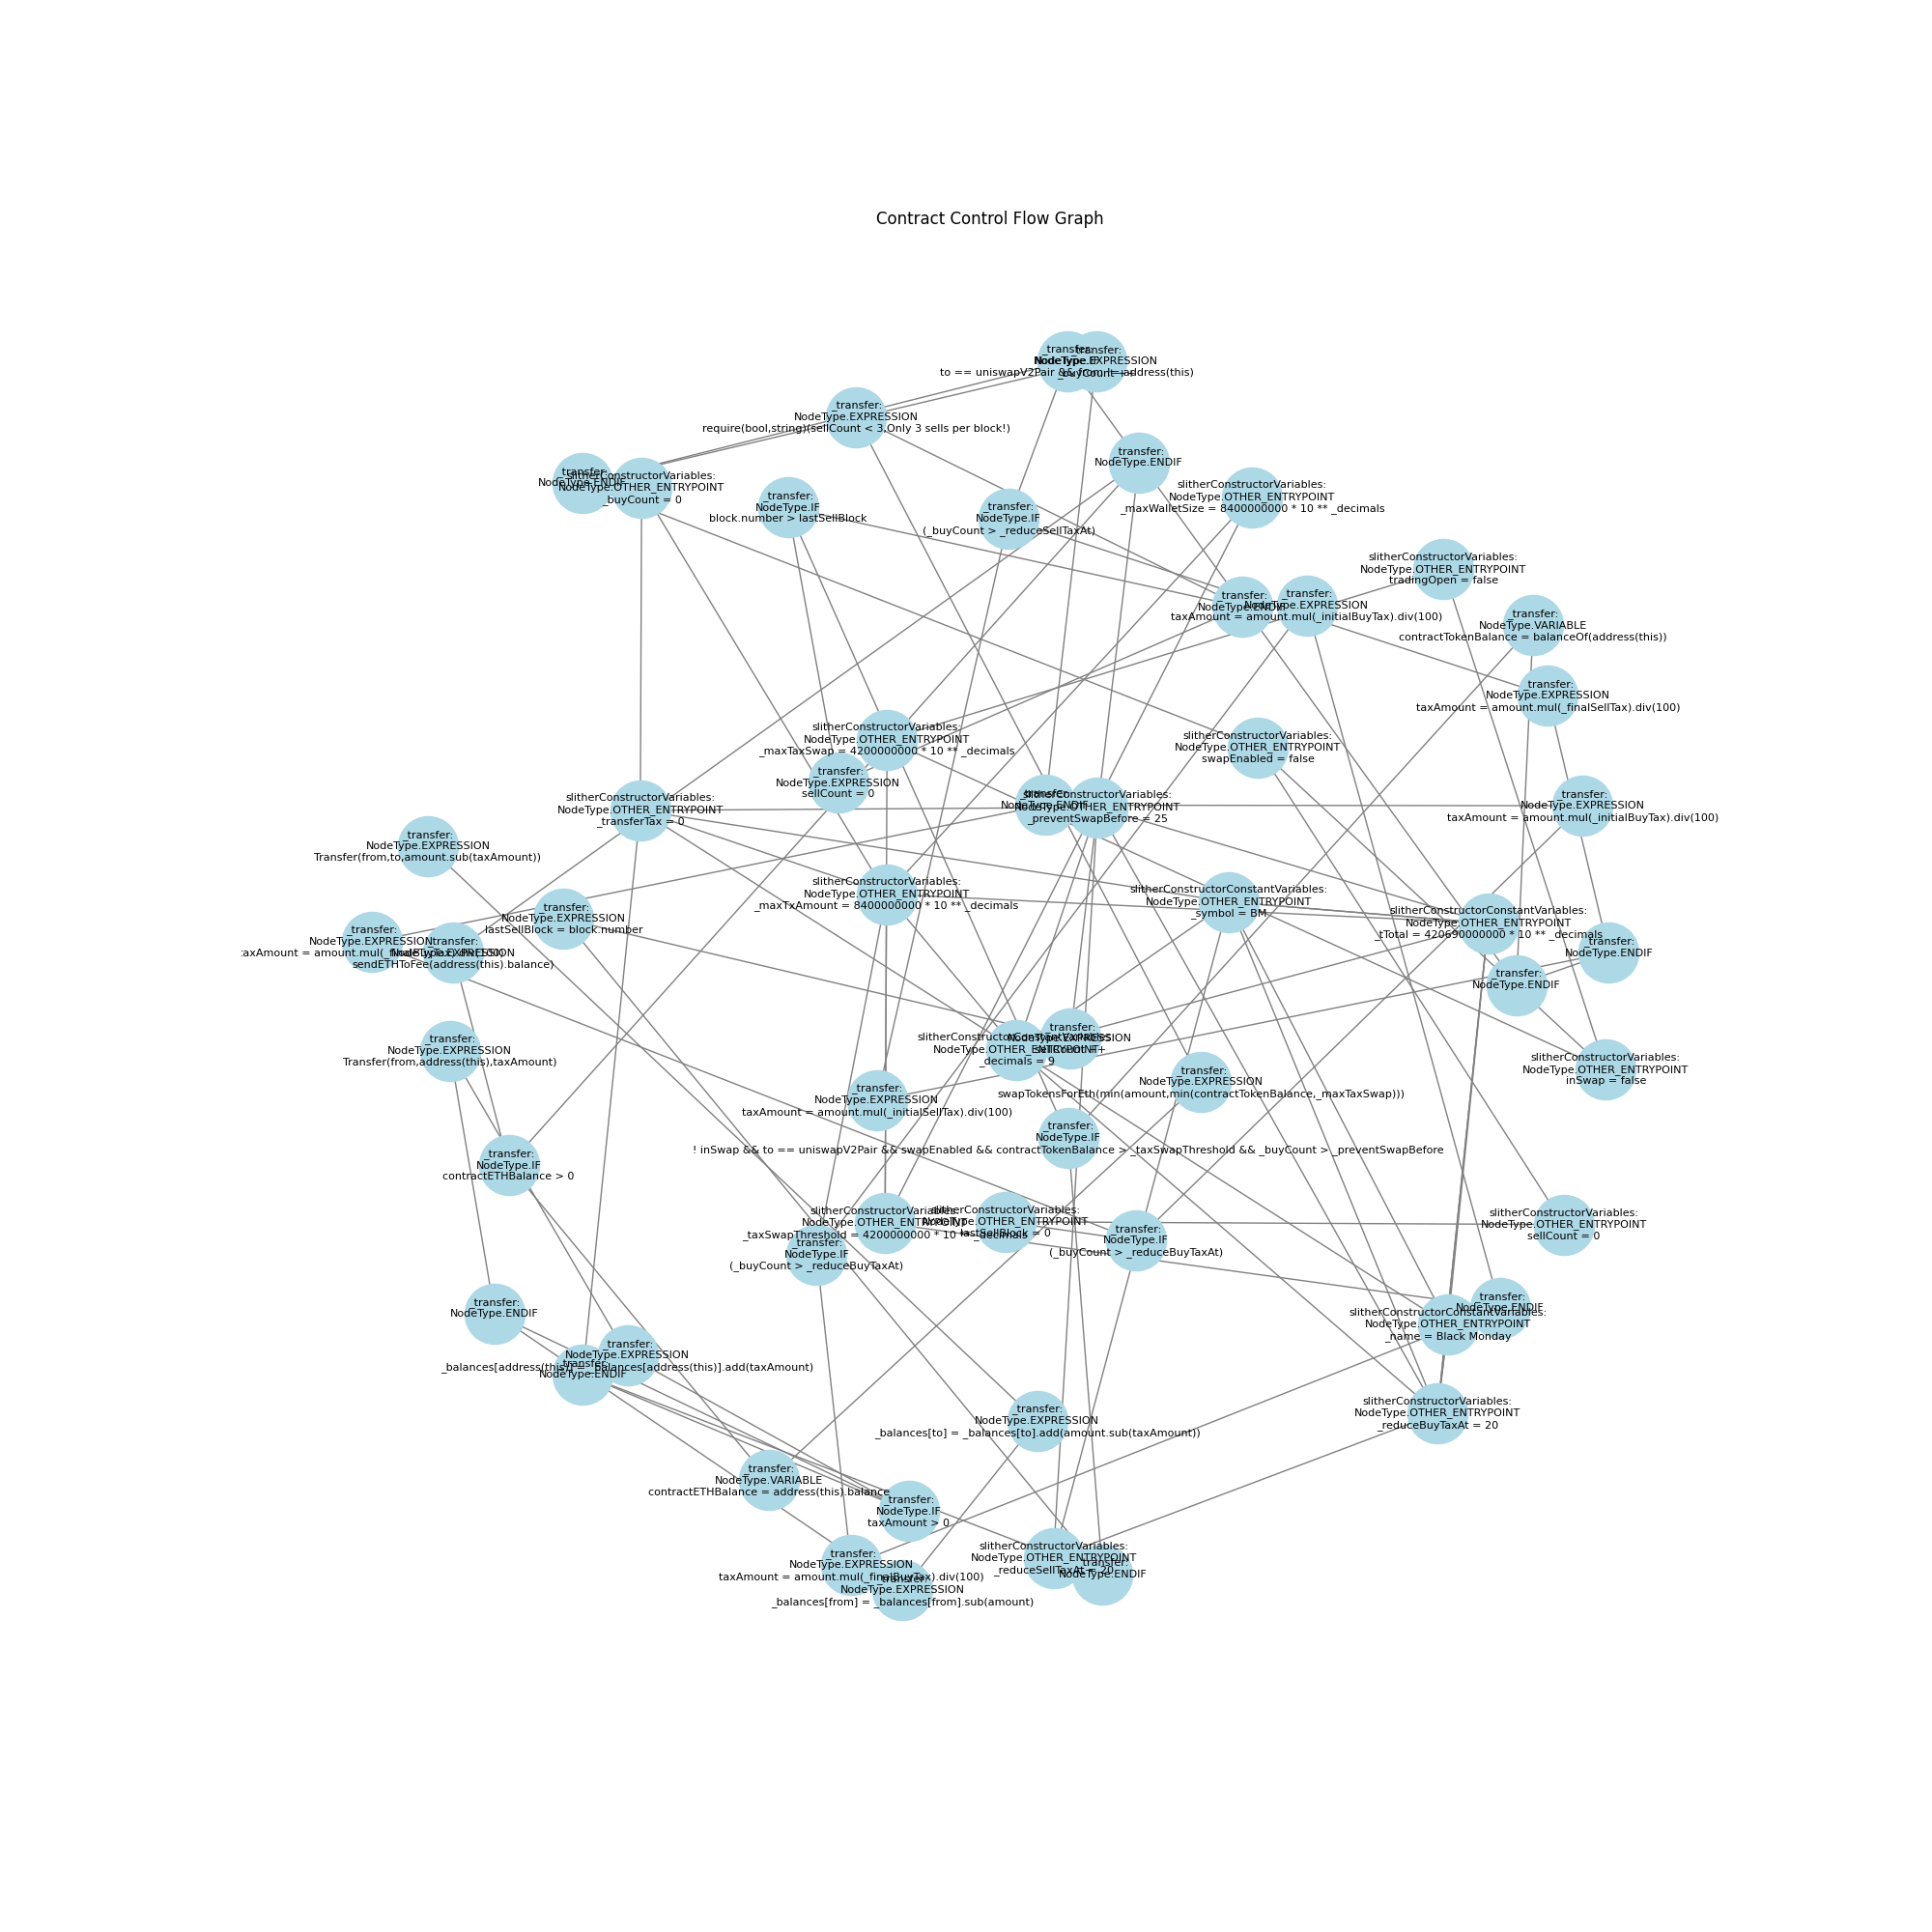 Contract Control Flow Graph
_transfer:
NodeType.IF
to == uniswapV2Pair && from != address(this)
_transfer:
NodeType.EXPRESSION
_buyCount ++
_transfer:
NodeType.EXPRESSION
require(bool,string)(sellCount < 3,Only 3 sells per block!)
_transfer:
NodeType.ENDIF
_transfer:
NodeType.ENDIF
slitherConstructorVariables:
NodeType.OTHER_ENTRYPOINT
_buyCount = 0
_transfer:
NodeType.IF
block.number > lastSellBlock
_transfer:
NodeType.IF
(_buyCount > _reduceSellTaxAt)
slitherConstructorVariables:
NodeType.OTHER_ENTRYPOINT
_maxWalletSize = 8400000000 * 10 ** _decimals
slitherConstructorVariables:
NodeType.OTHER_ENTRYPOINT
tradingOpen = false
_transfer:
NodeType.ENDIF
_transfer:
NodeType.EXPRESSION
taxAmount = amount.mul(_initialBuyTax).div(100)
_transfer:
NodeType.VARIABLE
contractTokenBalance = balanceOf(address(this))
_transfer:
NodeType.EXPRESSION
taxAmount = amount.mul(_finalSellTax).div(100)
slitherConstructorVariables:
NodeType.OTHER_ENTRYPOINT
_maxTaxSwap = 4200000000 * 10 ** _decimals
slitherConstructorVariables:
NodeType.OTHER_ENTRYPOINT
swapEnabled = false
_transfer:
NodeType.EXPRESSION
sellCount = 0
slitherConstructorVariables:
NodeType.OTHER_ENTRYPOINT
_transferTax = 0
_transfer:
NodeType.ENDIF
slitherConstructorVariables:
NodeType.OTHER_ENTRYPOINT
_preventSwapBefore = 25
_transfer:
NodeType.EXPRESSION
taxAmount = amount.mul(_initialBuyTax).div(100)
_transfer:
NodeType.EXPRESSION
Transfer(from,to,amount.sub(taxAmount))
slitherConstructorVariables:
NodeType.OTHER_ENTRYPOINT
_maxTxAmount = 8400000000 * 10 ** _decimals
slitherConstructorConstantVariables:
NodeType.OTHER_ENTRYPOINT
_symbol = BM
_transfer:
NodeType.EXPRESSION
lastSellBlock = block.number
slitherConstructorConstantVariables:
NodeType.OTHER_ENTRYPOINT
_tTotal = 420690000000 * 10 ** _decimals
_transfer:
NodeType.EXPRESSION
_transfer:
NodeType.EXPRESSION
sendETHToFee(address(this).balance)
_transfer:
NodeType.ENDIF
_transfer:
NodeType.ENDIF
slitherConstructorConstantVariables:
NodeType.OTHER_ENTRYPOINT
_decimals = 9
_transfer:
NodeType.EXPRESSION
sellCount ++
_transfer:
NodeType.EXPRESSION
Transfer(from,address(this),taxAmount)
slitherConstructorVariables:
NodeType.OTHER_ENTRYPOINT
inSwap = false
_transfer:
NodeType.EXPRESSION
swapTokensForEth(min(amount,min(contractTokenBalance,_maxTaxSwap)))
_transfer:
NodeType.EXPRESSION
taxAmount = amount.mul(_initialSellTax).div(100)
_transfer:
NodeType.IF
! inSwap && to == uniswapV2Pair && swapEnabled && contractTokenBalance > _taxSwapThreshold && _buyCount > _preventSwapBefore
_transfer:
NodeType.IF
contractETHBalance > 0
slitherConstructorVariables:
NodeType.OTHER_ENTRYPOINT
_taxSwapThreshold = 4200000000 * 10 ** _decimals
slitherConstructorVariables:
NodeType.OTHER_ENTRYPOINT
lastSellBlock = 0
slitherConstructorVariables:
NodeType.OTHER_ENTRYPOINT
sellCount = 0
_transfer:
NodeType.IF
(_buyCount > _reduceBuyTaxAt)
_transfer:
NodeType.IF
(_buyCount > _reduceBuyTaxAt)
_transfer:
NodeType.ENDIF
_transfer:
NodeType.ENDIF
slitherConstructorConstantVariables:
NodeType.OTHER_ENTRYPOINT
_name = Black Monday
_transfer:
NodeType.EXPRESSION
_balances[address(this)] = _balances[address(this)].add(taxAmount)
_transfer:
NodeType.ENDIF
slitherConstructorVariables:
NodeType.OTHER_ENTRYPOINT
_reduceBuyTaxAt = 20
_transfer:
NodeType.EXPRESSION
_balances[to] = _balances[to].add(amount.sub(taxAmount))
_transfer:
NodeType.VARIABLE
contractETHBalance = address(this).balance
_transfer:
NodeType.IF
taxAmount > 0
slitherConstructorVariables:
NodeType.OTHER_ENTRYPOINT
_reduceSellTaxAt = 20
_transfer:
NodeType.ENDIF
_transfer:
NodeType.EXPRESSION
taxAmount = amount.mul(_finalBuyTax).div(100)
_transfer:
NodeType.EXPRESSION
_balances[from] = _balances[from].sub(amount)